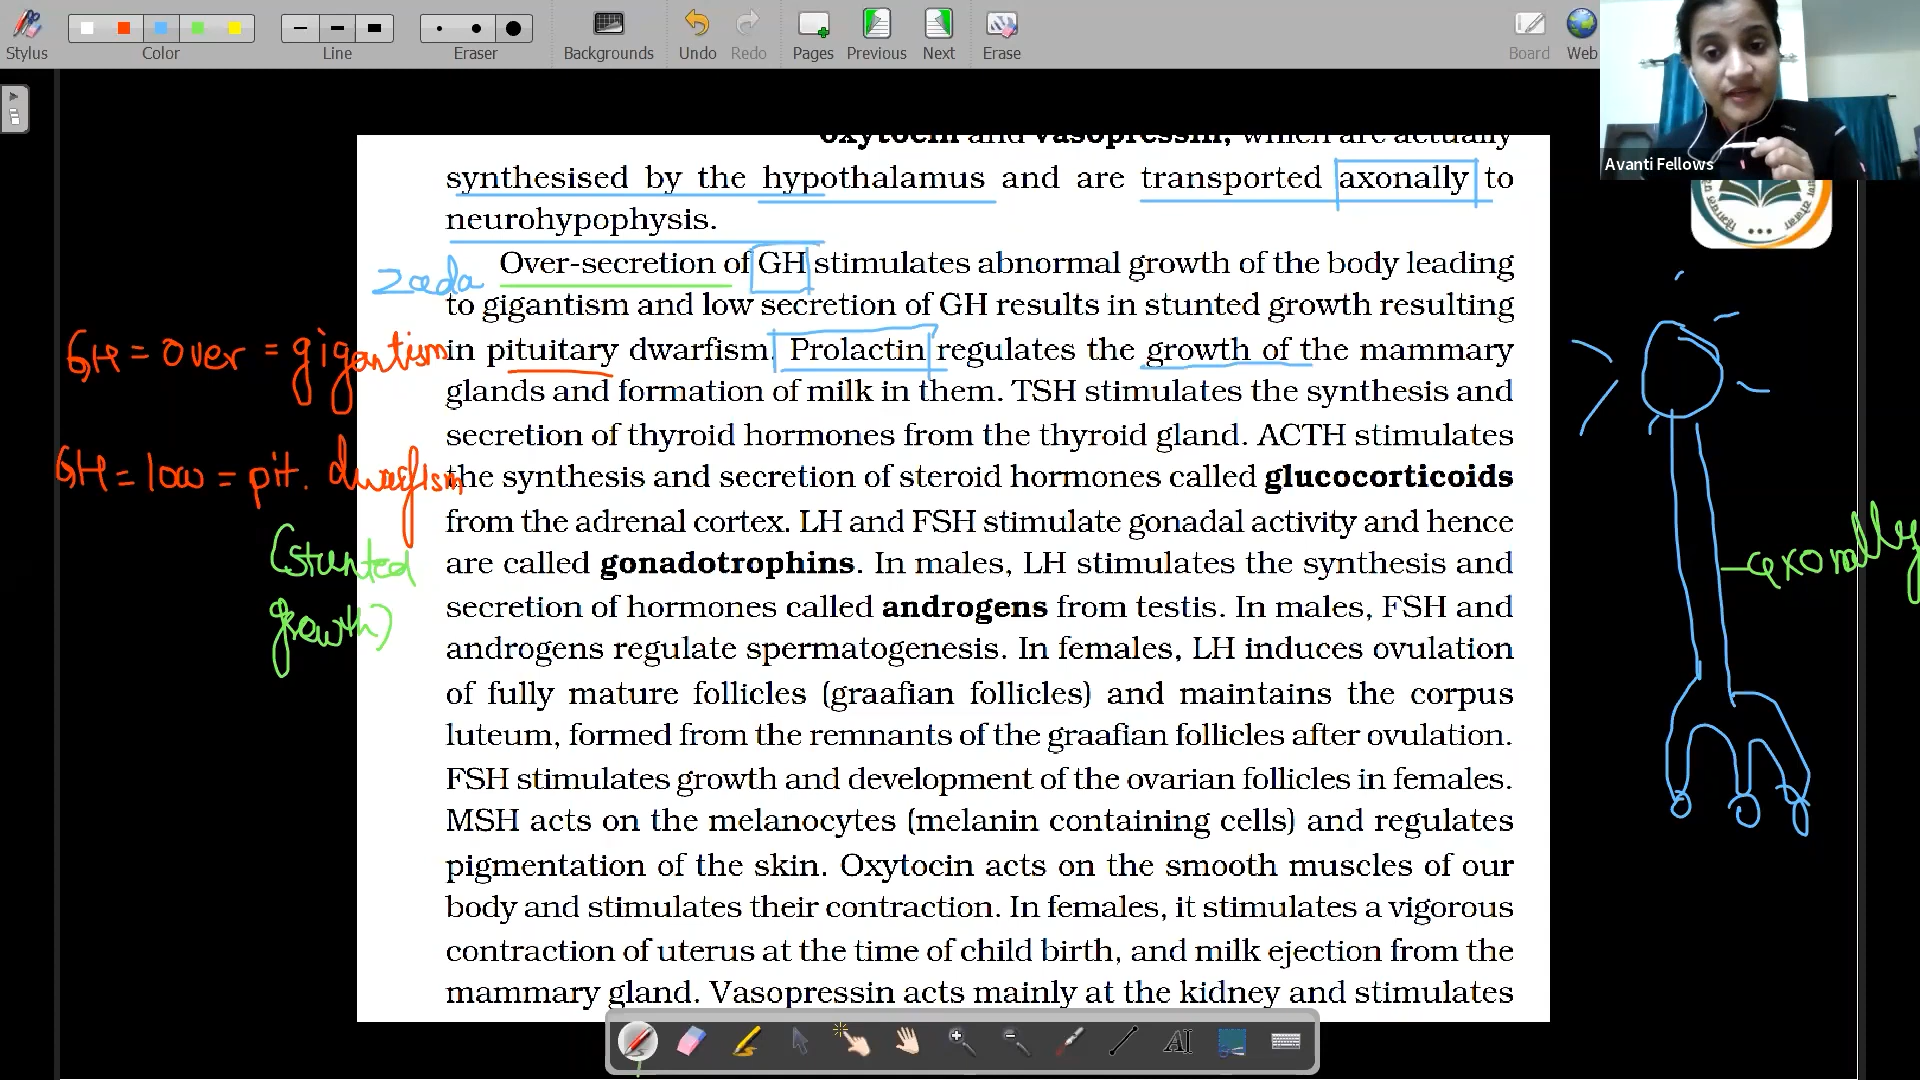 Stylus
Color
Line
Eraser
Backgrounds
Undo
Redo
Pages
Previous
Next
Erase
Board
Web
Avanti Fellows
oxytocin and vasopressin, which are actually
synthesised by the hypothalamus and are transported axonally to
neurohypophysis.
Over-secretion of GH stimulates abnormal growth of the body leading
to gigantism and low secretion of GH results in stunted growth resulting
in pituitary dwarfism. Prolactin regulates the growth of the mammary
glands and formation of milk in them. TSH stimulates the synthesis and
secretion of thyroid hormones from the thyroid gland. ACTH stimulates
the synthesis and secretion of steroid hormones called glucocorticoids
from the adrenal cortex. LH and FSH stimulate gonadal activity and hence
are called gonadotrophins. In males, LH stimulates the synthesis and
secretion of hormones called androgens from testis. In males, FSH and
androgens regulate spermatogenesis. In females, LH induces ovulation
of fully mature follicles (graafian follicles) and maintains the corpus
luteum, formed from the remnants of the graafian follicles after ovulation.
FSH stimulates growth and development of the ovarian follicles in females.
MSH acts on the melanocytes (melanin containing cells) and regulates
pigmentation of the skin. Oxytocin acts on the smooth muscles of our
body and stimulates their contraction. In females, it stimulates a vigorous
contraction of uterus at the time of child birth, and milk ejection from the
mammary gland. Vasopressin acts mainly at the kidney and stimulates
zada
GH = over = gigantism
GH = low = pit. dwarfism
(stunted
growth)
axonally